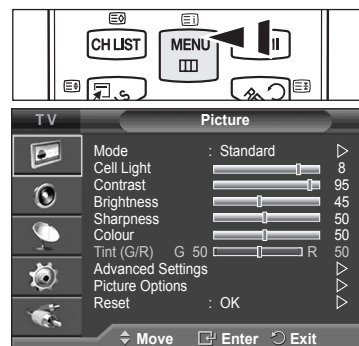 CH LIST
MENU
TV
Picture
Mode : Standard
Cell Light 8
Contrast 95
Brightness 45
Sharpness 50
Colour 50
Tint (G/R) G 50 R 50
Advanced Settings
Picture Options
Reset : OK
Move Enter Exit